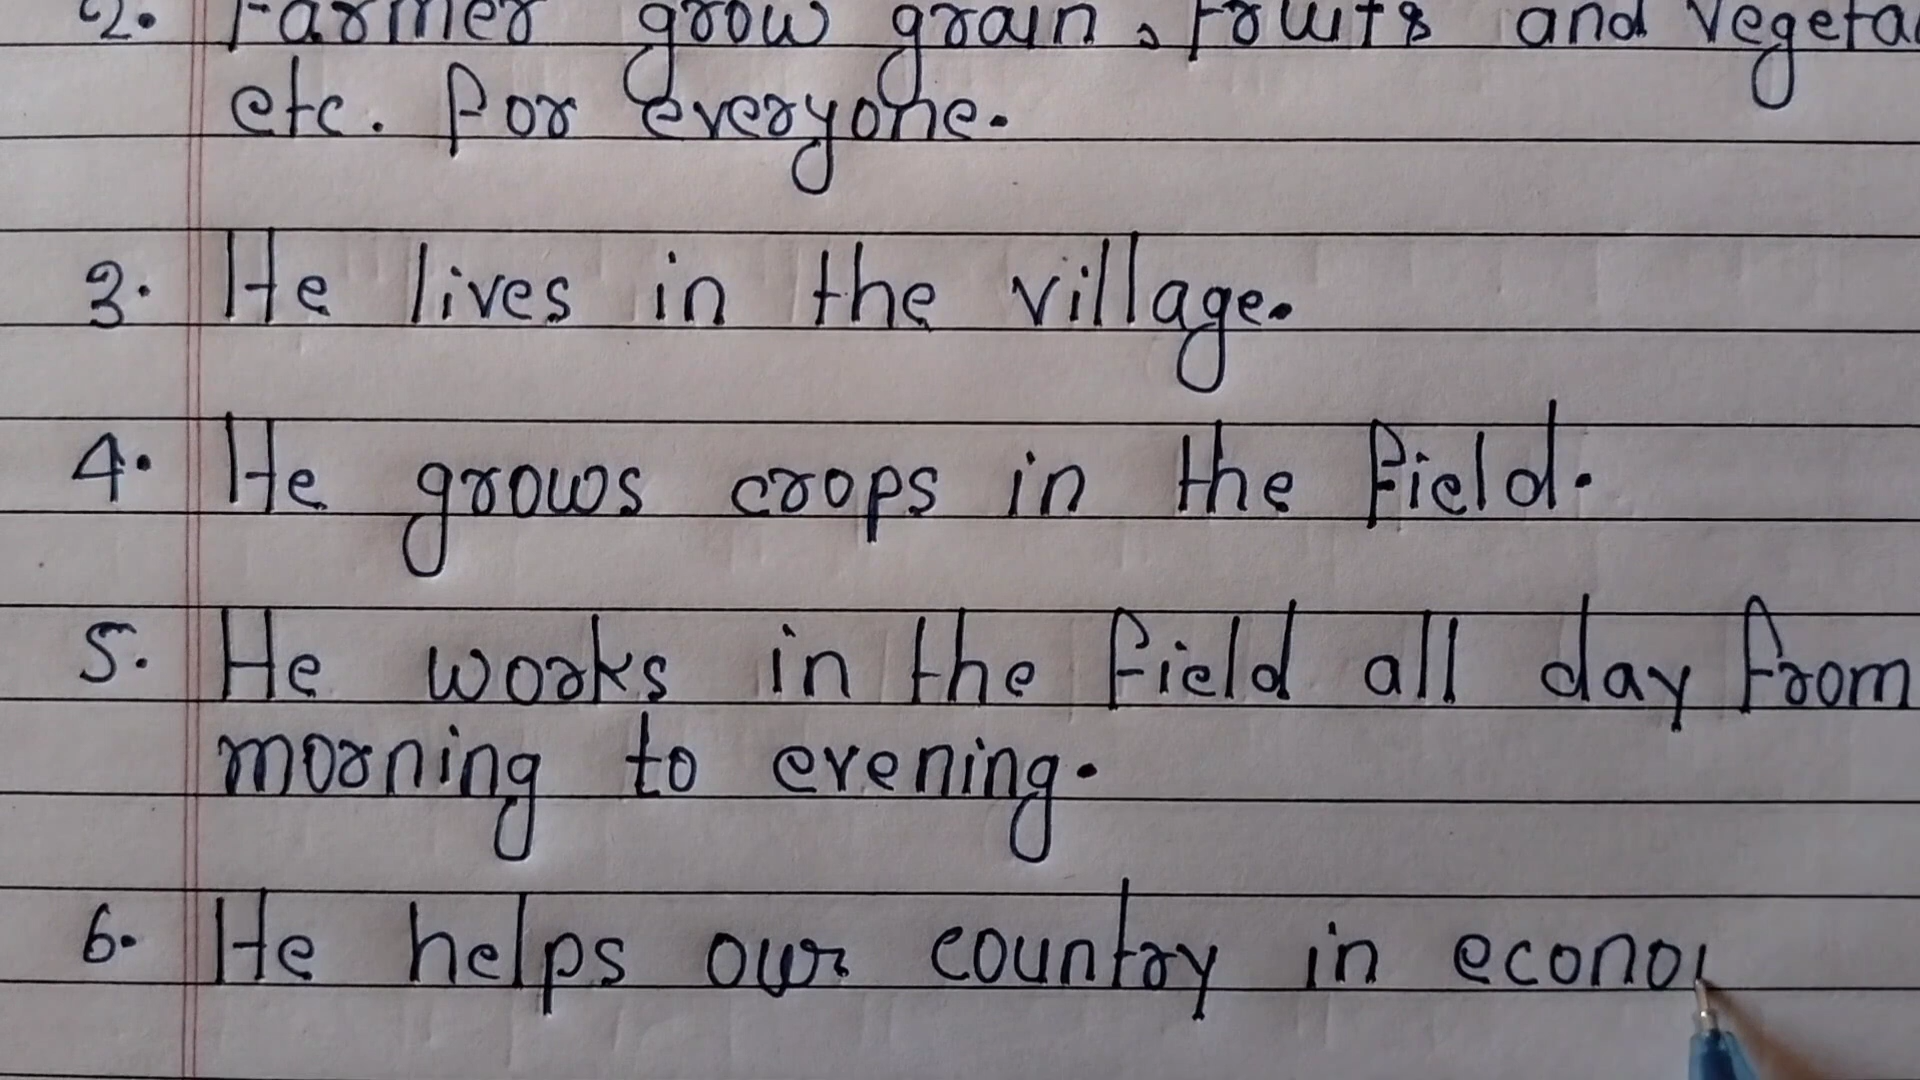 2. Farmer grow grain, fruits and vegeta
etc. for everyone.
3. He lives in the village.
4. He grows crops in the field.
5. He works in the field all day from
morning to evening.
6. He helps our country in econo